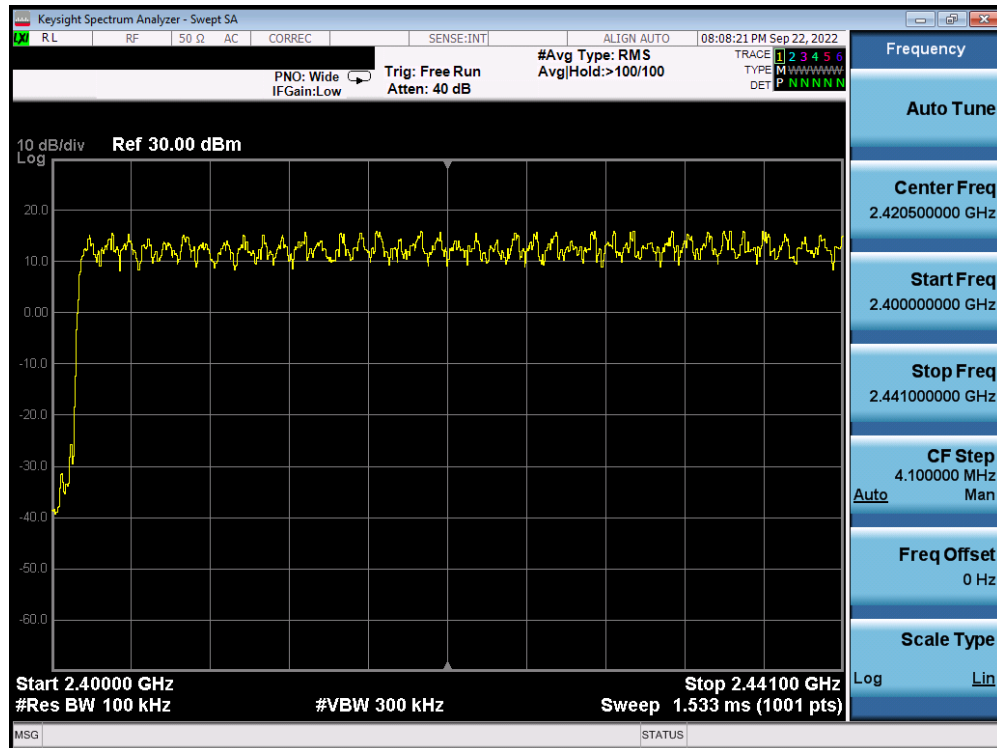 Keysight Spectrum Analyzer - Swept SA
LXI RL RF 50 Ω AC CORREC SENSE:INT ALIGN AUTO 08:08:21 PM Sep 22, 2022
PNO: Wide
IFGain:Low
Trig: Free Run
Atten: 40 dB
#Avg Type: RMS
Avg|Hold:>100/100
TRACE 1 2 3 4 5 6
TYPE M WWWWW
DET P N N N N N
10 dB/div Ref 30.00 dBm
Log
20.0
10.0
0.00
-10.0
-20.0
-30.0
-40.0
-50.0
-60.0
Start 2.40000 GHz Stop 2.44100 GHz
#Res BW 100 kHz #VBW 300 kHz Sweep 1.533 ms (1001 pts)
MSG STATUS
Frequency
Auto Tune
Center Freq
2.420500000 GHz
Start Freq
2.400000000 GHz
Stop Freq
2.441000000 GHz
CF Step
4.100000 MHz
Auto Man
Freq Offset
0 Hz
Scale Type
Log Lin